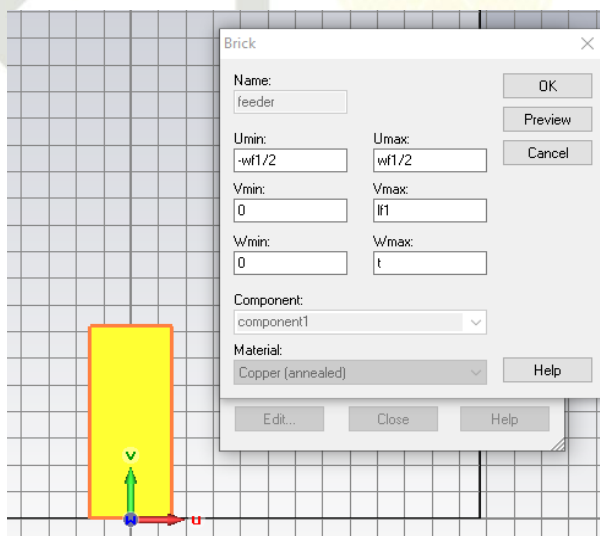 Brick
Name:
feeder
OK
Preview
Cancel
Umin:
Umax:
-wf1/2
wf1/2
Vmin:
Vmax:
0
lf1
Wmin:
Wmax:
0
t
Component:
component1
Material:
Copper (annealed)
Help
Edit...
Close
Help
v
w
u